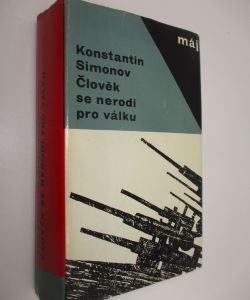 máj
Konstantin
Simonov
Člověk
se nerodí
pro válku